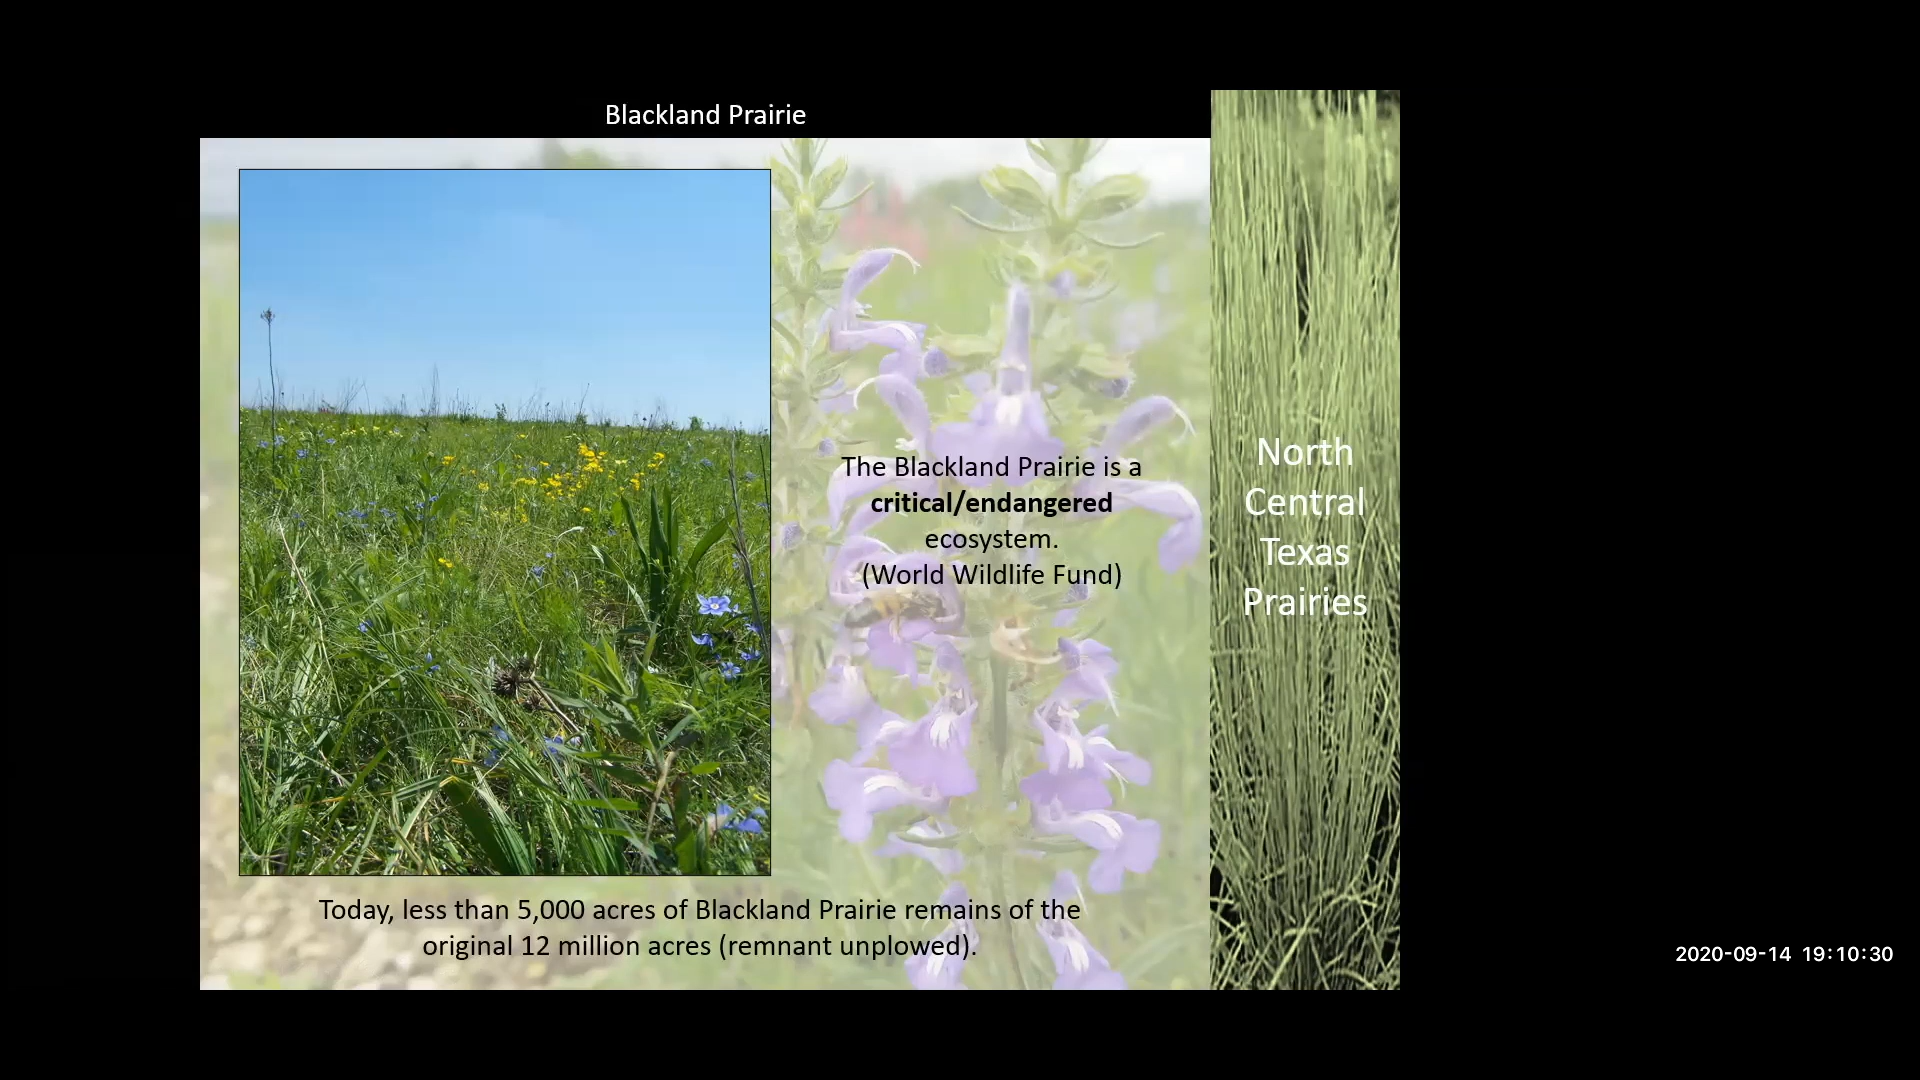 Blackland Prairie
The Blackland Prairie is a
critical/endangered
ecosystem.
(World Wildlife Fund)
Today, less than 5,000 acres of Blackland Prairie remains of the
original 12 million acres (remnant unplowed).
North
Central
Texas
Prairies
2020-09-14 19:10:30